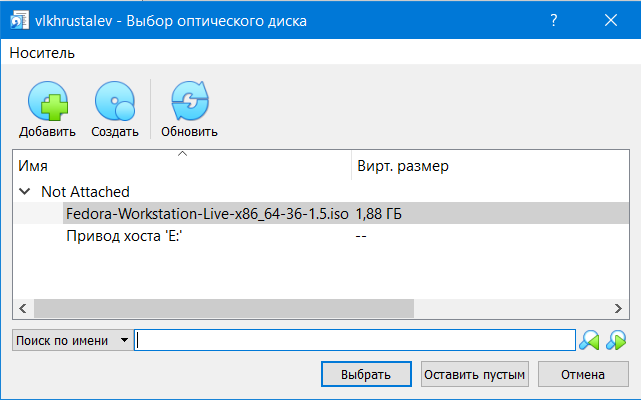 vlkhrustalev - Выбор оптического диска
Носитель
Добавить Создать Обновить
Имя Вирт. размер
Not Attached
Fedora-Workstation-Live-x86_64-36-1.5.iso 1,88 ГБ
Привод хоста 'E:' --
Поиск по имени
Выбрать Оставить пустым Отмена